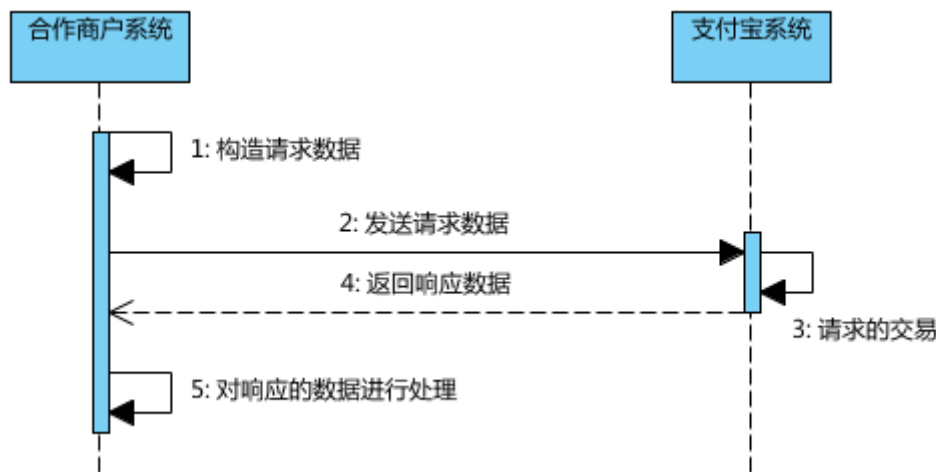 合作商户系统
支付宝系统
1: 构造请求数据
2: 发送请求数据
4: 返回响应数据
3: 请求的交易
5: 对响应的数据进行处理